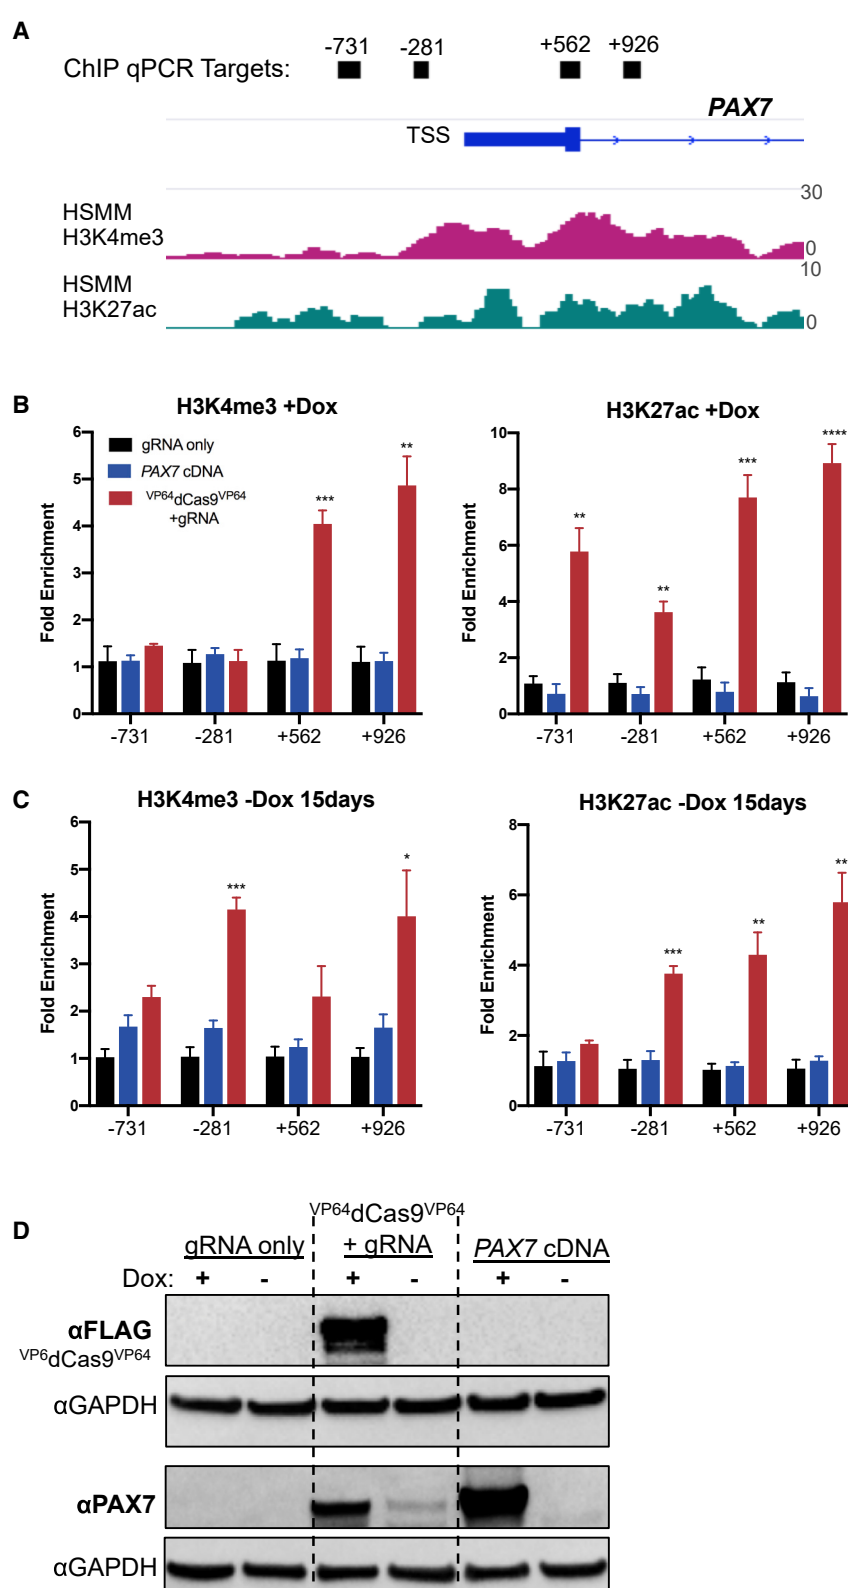 A
-731 -281 +562 +926
ChIP qPCR Targets:
PAX7
TSS
30
HSMM
H3K4me3
0
10
HSMM
H3K27ac
0
B
H3K4me3 +Dox
Fold Enrichment
6
5
4
3
2
1
0
gRNA only
PAX7 cDNA
VP64dCas9VP64
+gRNA
***
**
-731 -281 +562 +926
H3K27ac +Dox
Fold Enrichment
10
8
6
4
2
0
**
**
***
****
-731 -281 +562 +926
C
H3K4me3 -Dox 15days
Fold Enrichment
6
5
4
3
2
1
0
***
*
-731 -281 +562 +926
H3K27ac -Dox 15days
Fold Enrichment
8
6
4
2
0
***
**
**
-731 -281 +562 +926
D
VP64dCas9VP64
gRNA only + gRNA PAX7 cDNA
Dox: + - + - + -
αFLAG
VP6dCas9VP64
αGAPDH
αPAX7
αGAPDH